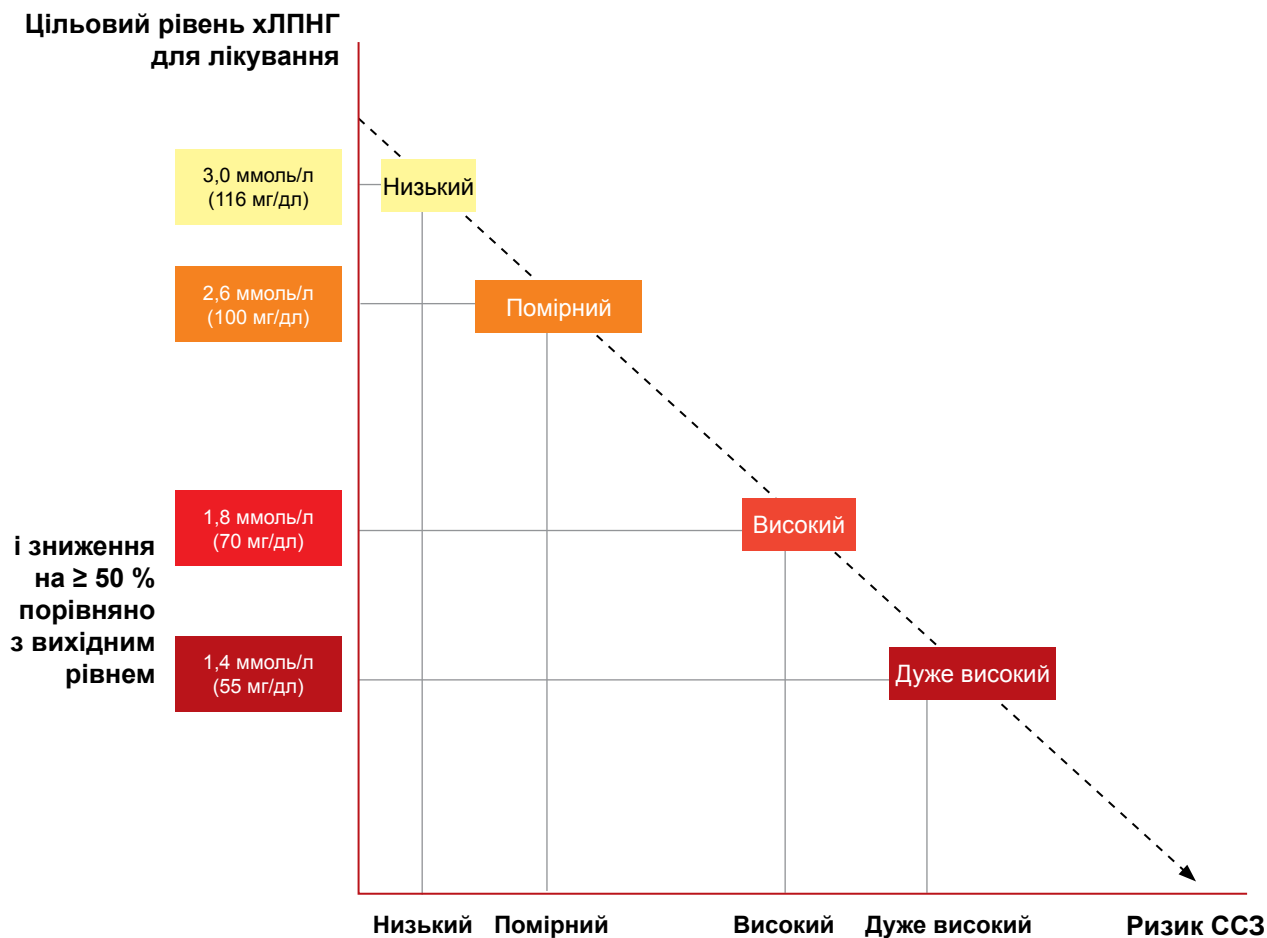 Цільовий рівень хЛПНГ
для лікування
3,0 ммоль/л
(116 мг/дл)
Низький
2,6 ммоль/л
(100 мг/дл)
Помірний
1,8 ммоль/л
(70 мг/дл)
Високий
і зниження
на ≥ 50 %
порівняно
з вихідним
рівнем
1,4 ммоль/л
(55 мг/дл)
Дуже високий
Низький
Помірний
Високий
Дуже високий
Ризик ССЗ